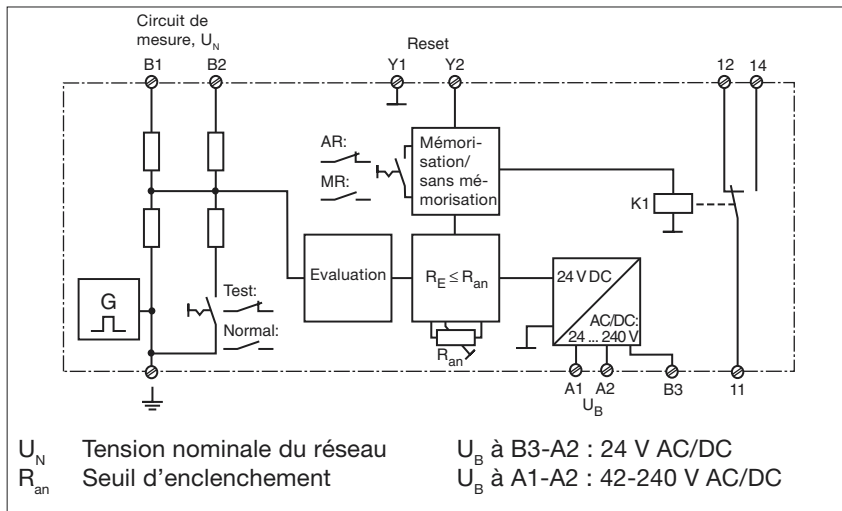 Circuit de
mesure, U_N
Reset
B1
B2
Y1
Y2
12
14
AR:
MR:
Mémori-
sation/
sans mé-
morisation
K1
Evaluation
R_E ≤ R_an
24 V DC
AC/DC:
24 ... 240 V
G
Test:
Normal:
R_an
A1
A2
B3
11
U_B
U_N Tension nominale du réseau
R_an Seuil d'enclenchement
U_B à B3-A2 : 24 V AC/DC
U_B à A1-A2 : 42-240 V AC/DC